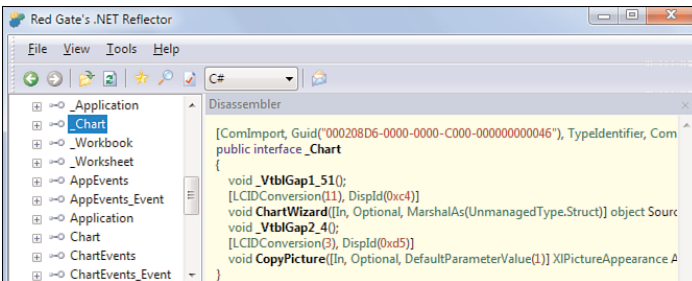 Red Gate's .NET Reflector
File View Tools Help
C#
_Application
_Chart
_Workbook
_Worksheet
AppEvents
AppEvents_Event
Application
Chart
ChartEvents
ChartEvents_Event
Disassembler
[ComImport, Guid("000208D6-0000-0000-C000-000000000046"), TypeIdentifier, Com
public interface _Chart
{
void _VtblGap1_51();
[LCIDConversion(11), DispId(0xc4)]
void ChartWizard([In, Optional, MarshalAs(UnmanagedType.Struct)] object Sourc
void _VtblGap2_4();
[LCIDConversion(3), DispId(0xd5)]
void CopyPicture([In, Optional, DefaultParameterValue(1)] XlPictureAppearance A
}